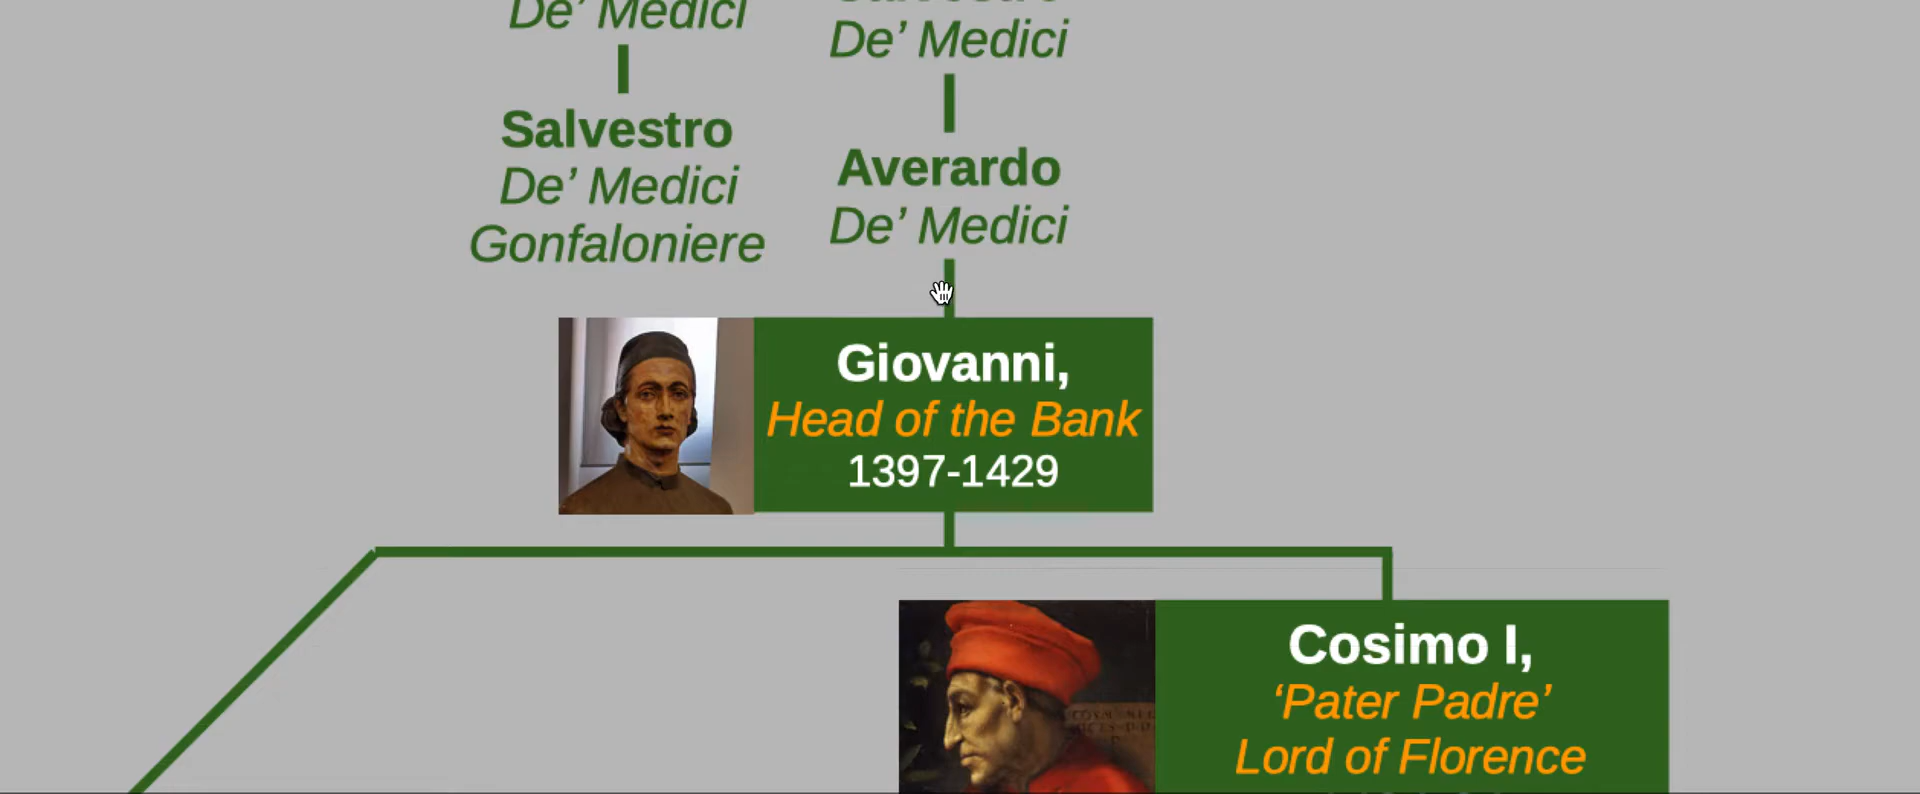 De’ Medici
De’ Medici
Salvestro
De’ Medici
Gonfaloniere
Averardo
De’ Medici
Giovanni,
Head of the Bank
1397-1429
Cosimo I,
‘Pater Padre’
Lord of Florence